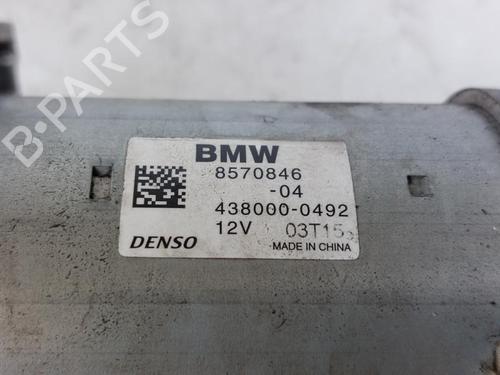 B-PARTS
BMW
8570846
-04
438000-0492
12V 03T15
DENSO MADE IN CHINA